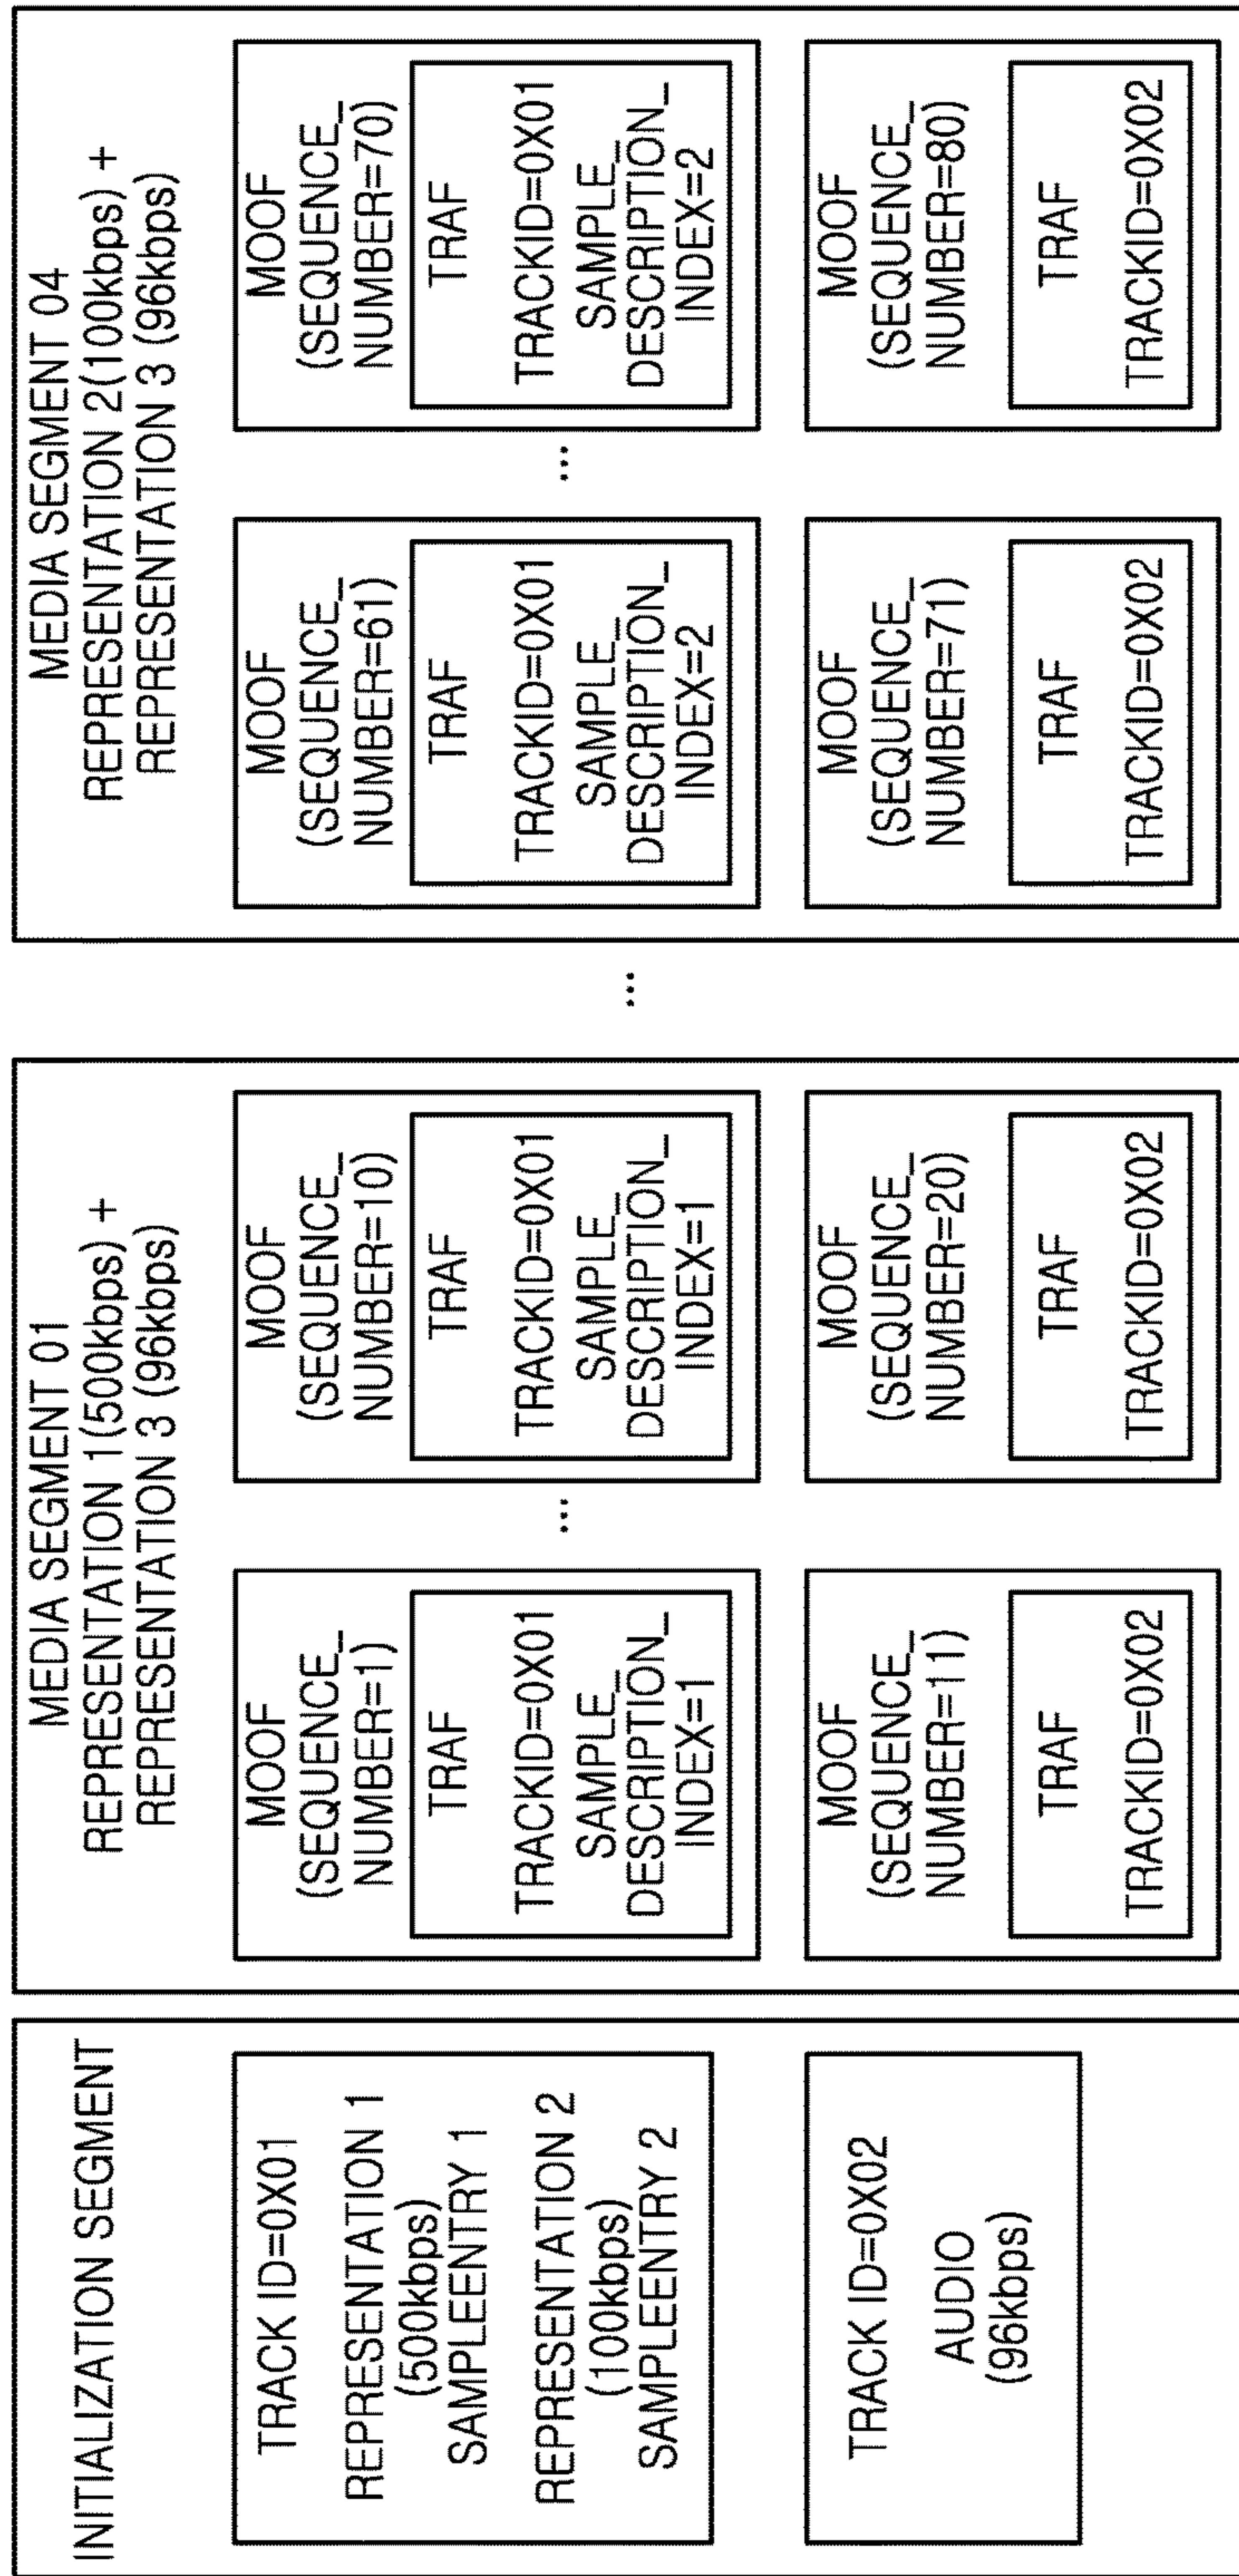 INITIALIZATION SEGMENT
TRACK ID=0X01
REPRESENTATION 1
(500kbps)
SAMPLEENTRY 1
REPRESENTATION 2
(100kbps)
SAMPLEENTRY 2
TRACK ID=0X02
AUDIO
(96kbps)
MEDIA SEGMENT 01
REPRESENTATION 1(500kbps) +
REPRESENTATION 3 (96kbps)
MOOF
(SEQUENCE_
NUMBER=1)
TRAF
TRACKID=0X01
SAMPLE_
DESCRIPTION_
INDEX=1
...
MOOF
(SEQUENCE_
NUMBER=10)
TRAF
TRACKID=0X01
SAMPLE_
DESCRIPTION_
INDEX=1
MOOF
(SEQUENCE_
NUMBER=11)
TRAF
TRACKID=0X02
MOOF
(SEQUENCE_
NUMBER=20)
TRAF
TRACKID=0X02
...
MEDIA SEGMENT 04
REPRESENTATION 2(100kbps) +
REPRESENTATION 3 (96kbps)
MOOF
(SEQUENCE_
NUMBER=61)
TRAF
TRACKID=0X01
SAMPLE_
DESCRIPTION_
INDEX=2
...
MOOF
(SEQUENCE_
NUMBER=70)
TRAF
TRACKID=0X01
SAMPLE_
DESCRIPTION_
INDEX=2
MOOF
(SEQUENCE_
NUMBER=71)
TRAF
TRACKID=0X02
MOOF
(SEQUENCE_
NUMBER=80)
TRAF
TRACKID=0X02